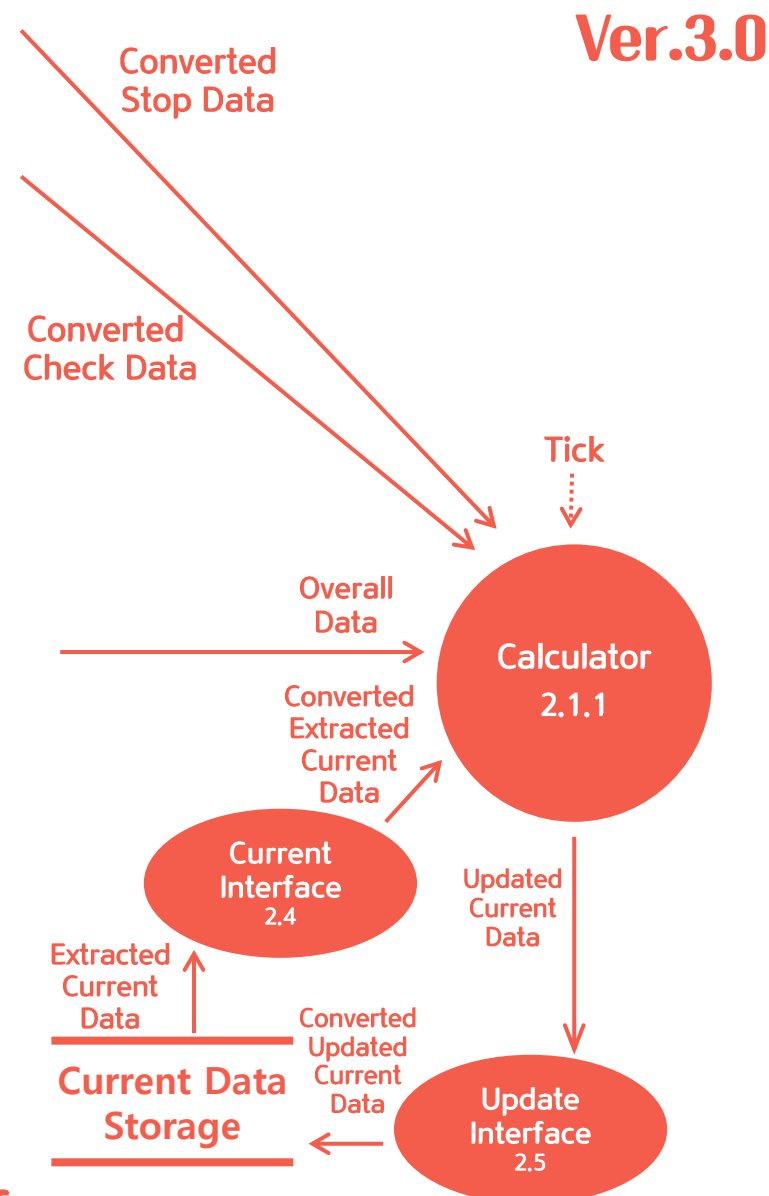 Ver.3.0
Converted
Stop Data
Converted
Check Data
Tick
Overall
Data
Calculator
2.1.1
Converted
Extracted
Current
Data
Current
Interface
2.4
Updated
Current
Data
Extracted
Current
Data
Converted
Updated
Current
Data
Current Data
Storage
Update
Interface
2.5